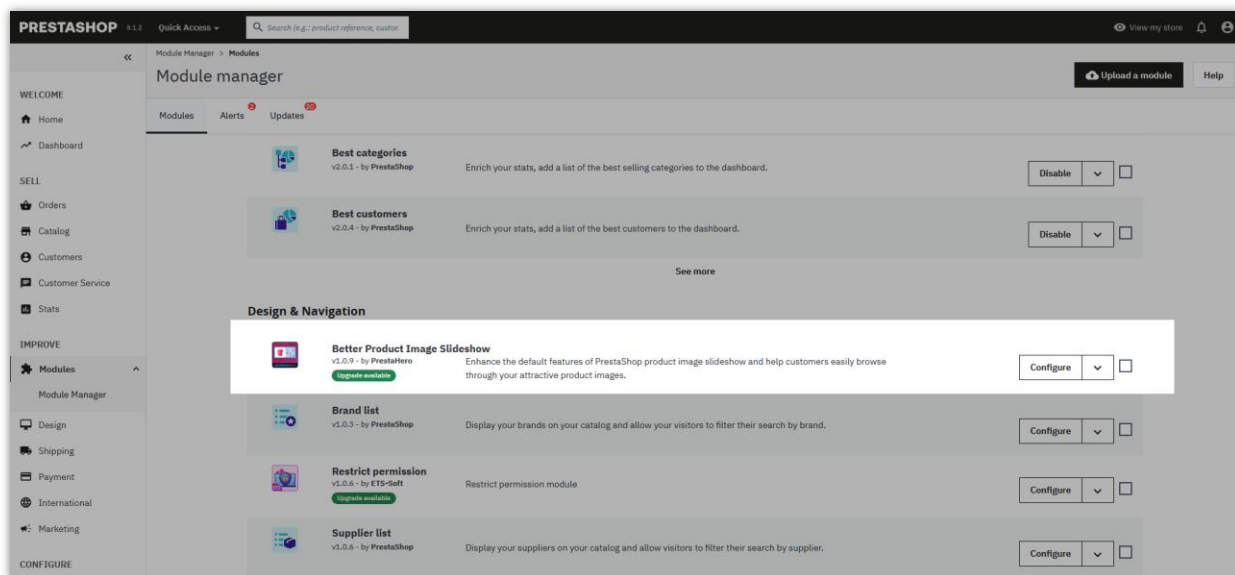 PRESTASHOP 8.1.2 Quick Access Search (e.g.: product reference, custon View my store
Module Manager > Modules
Module manager
Upload a module Help
Modules Alerts 2 Updates
WELCOME
Home
Dashboard
SELL
Orders
Catalog
Customers
Customer Service
Stats
IMPROVE
Modules
Module Manager
Design
Shipping
Payment
International
Marketing
CONFIGURE
Best categories
v2.0.1 - by PrestaShop
Enrich your stats, add a list of the best selling categories to the dashboard.
Disable
Best customers
v2.0.4 - by PrestaShop
Enrich your stats, add a list of the best customers to the dashboard.
Disable
See more
Design & Navigation
Better Product Image Slideshow
v1.0.9 - by PrestaHero
Upgrade available
Enhance the default features of PrestaShop product image slideshow and help customers easily browse
through your attractive product images.
Configure
Brand list
v1.0.3 - by PrestaShop
Display your brands on your catalog and allow your visitors to filter their search by brand.
Configure
Restrict permission
v1.0.6 - by ETS-Soft
Upgrade available
Restrict permission module
Configure
Supplier list
v1.0.6 - by PrestaShop
Display your suppliers on your catalog and allow visitors to filter their search by supplier.
Configure